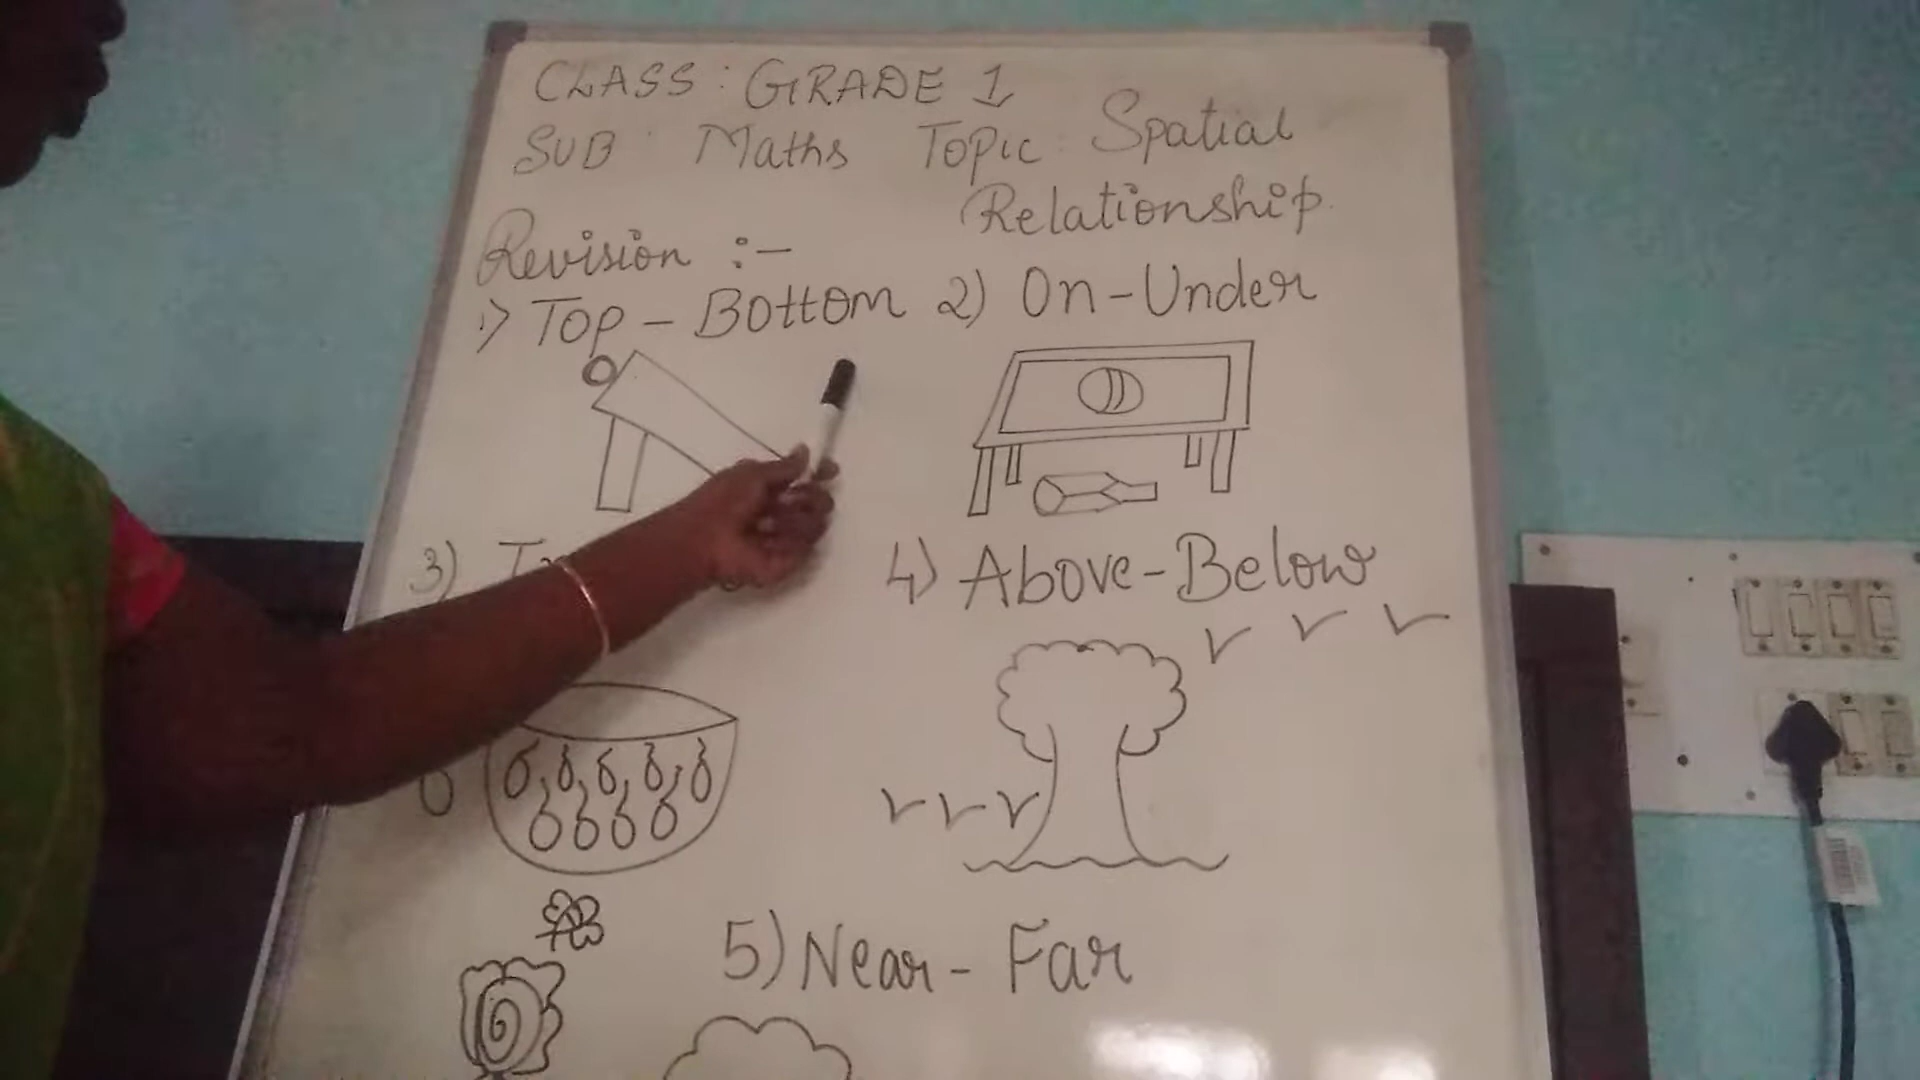 CLASS : GRADE 1
SUB : Maths Topic : Spatial
Relationship.
Revision :-
1) Top - Bottom 2) On-Under
3)
4) Above-Below
5) Near - Far